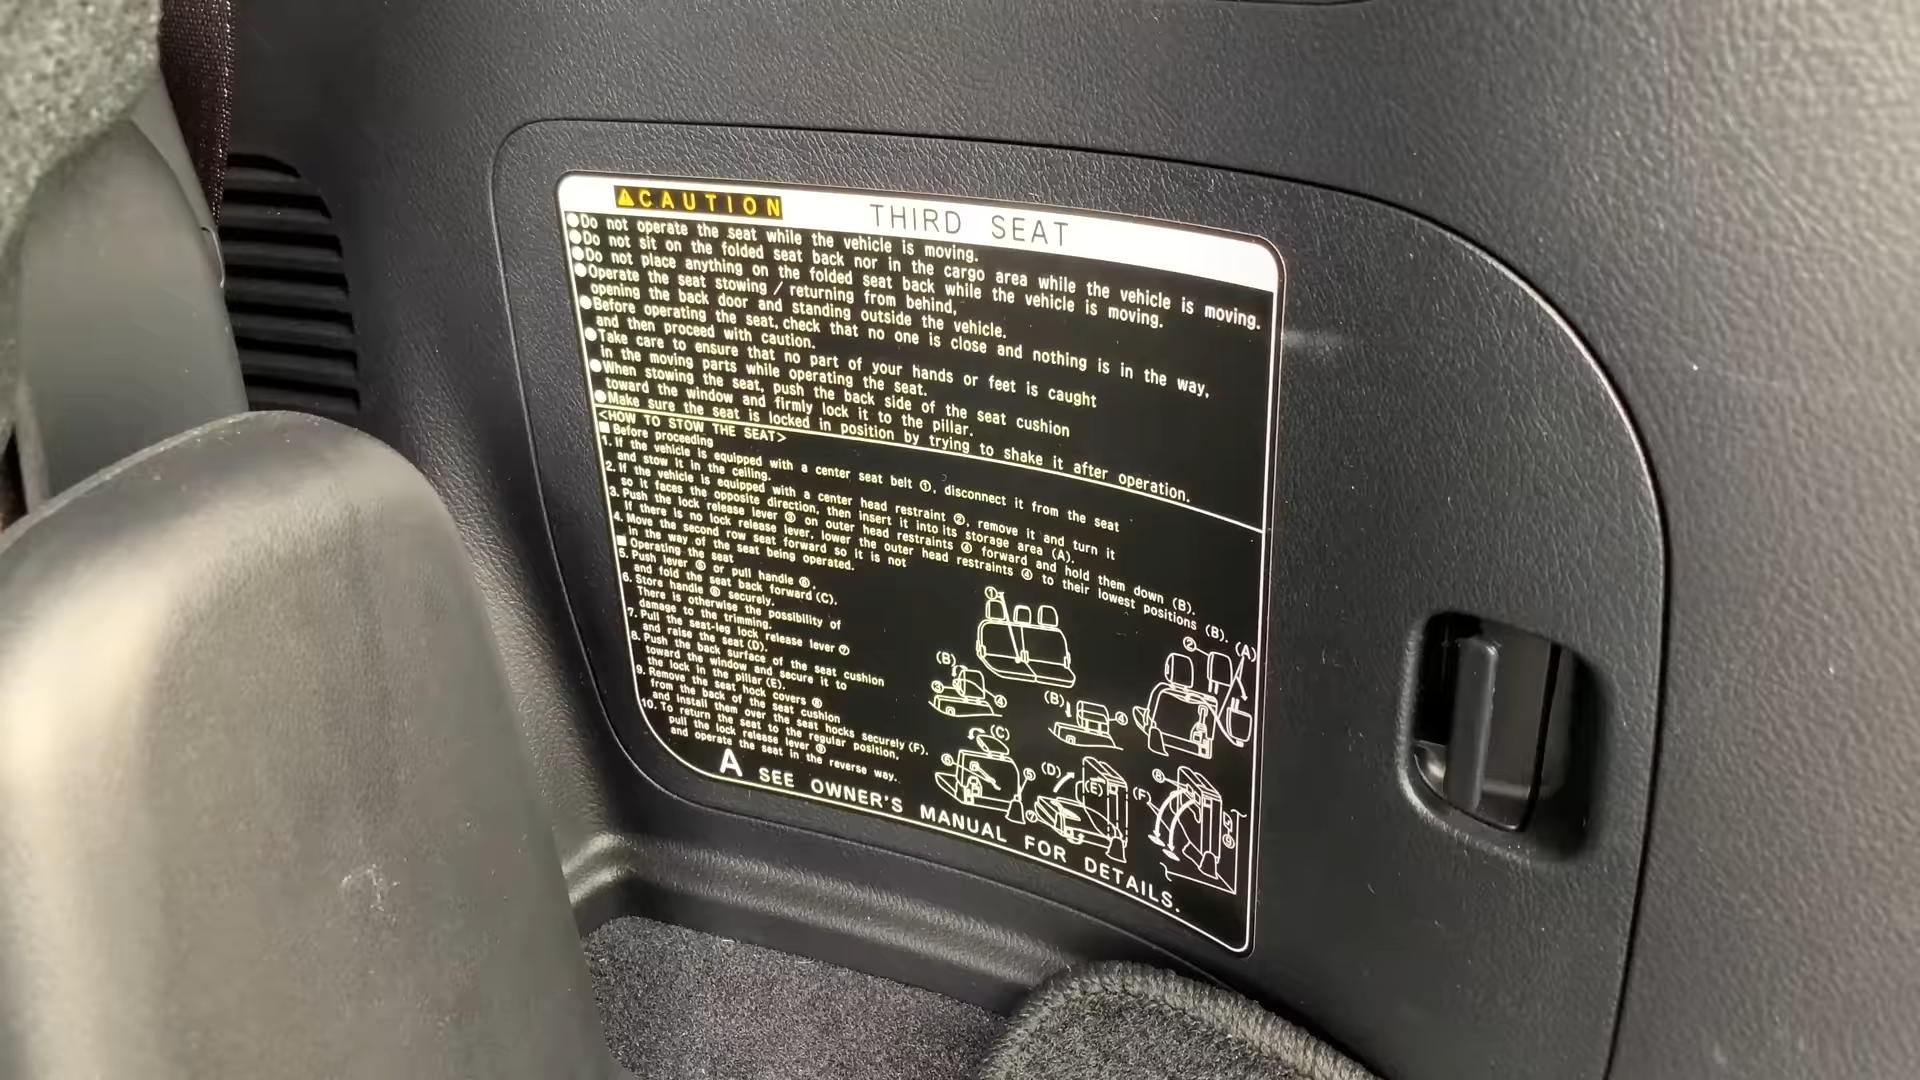 ⚠CAUTION THIRD SEAT
●Do not operate the seat while the vehicle is moving.
●Do not sit on the folded seat back nor in the cargo area while the vehicle is moving.
●Do not place anything on the folded seat back while the vehicle is moving.
●Operate the seat stowing / returning from behind,
opening the back door and standing outside the vehicle.
●Before operating the seat, check that no one is close and nothing is in the way,
and then proceed with caution.
●Take care to ensure that no part of your hands or feet is caught
in the moving parts while operating the seat.
●When stowing the seat, push the back side of the seat cushion
toward the window and firmly lock it to the pillar.
●Make sure the seat is locked in position by trying to shake it after operation.
<HOW TO STOW THE SEAT>
■Before proceeding
1. If the vehicle is equipped with a center seat belt ①, disconnect it from the seat
and stow it in the ceiling.
2. If the vehicle is equipped with a center head restraint ②, remove it and turn it
so it faces the opposite direction, then insert it into its storage area (A).
3. Push the lock release lever ③ on outer head restraints ④ forward and hold them down (B).
If there is no lock release lever, lower the outer head restraints ④ to their lowest positions (B).
4. Move the second row seat forward so it is not
in the way of the seat being operated.
■Operating the seat
5. Push lever ⑤ or pull handle ⑥,
and fold the seat back forward (C).
6. Store handle ⑥ securely.
There is otherwise the possibility of
damage to the trimming.
7. Pull the seat-leg lock release lever ⑦
and raise the seat (D).
8. Push the back surface of the seat cushion
toward the window and secure it to
the lock in the pillar (E).
9. Remove the seat hock covers ⑧
from the back of the seat cushion
and install them over the seat hocks securely (F).
10. To return the seat to the regular position,
pull the lock release lever ⑨
and operate the seat in the reverse way.
①
② (A)
(B)
③ ④
(B) ④
(C)
⑥ ⑤
(D) (E)
⑦
⑧
(F)
⑨
A SEE OWNER'S MANUAL FOR DETAILS.